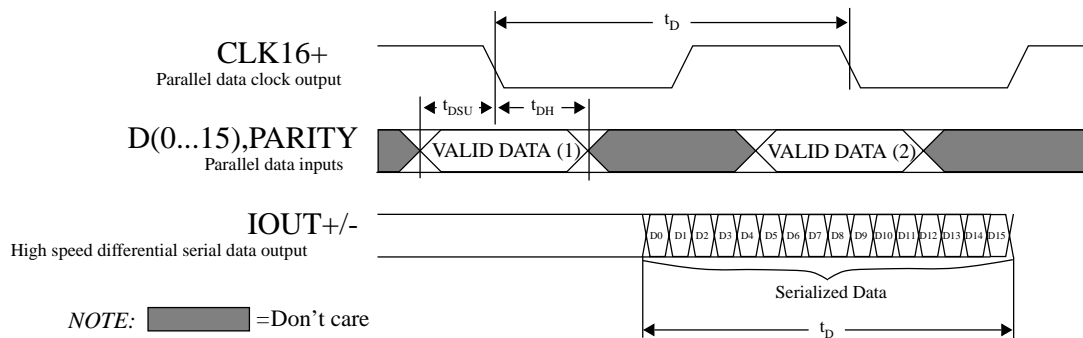 t_D
CLK16+
Parallel data clock output
t_DSU
t_DH
D(0...15),PARITY
Parallel data inputs
VALID DATA (1)
VALID DATA (2)
IOUT+/-
High speed differential serial data output
D0 D1 D2 D3 D4 D5 D6 D7 D8 D9 D10 D11 D12 D13 D14 D15
Serialized Data
NOTE: =Don't care
t_D